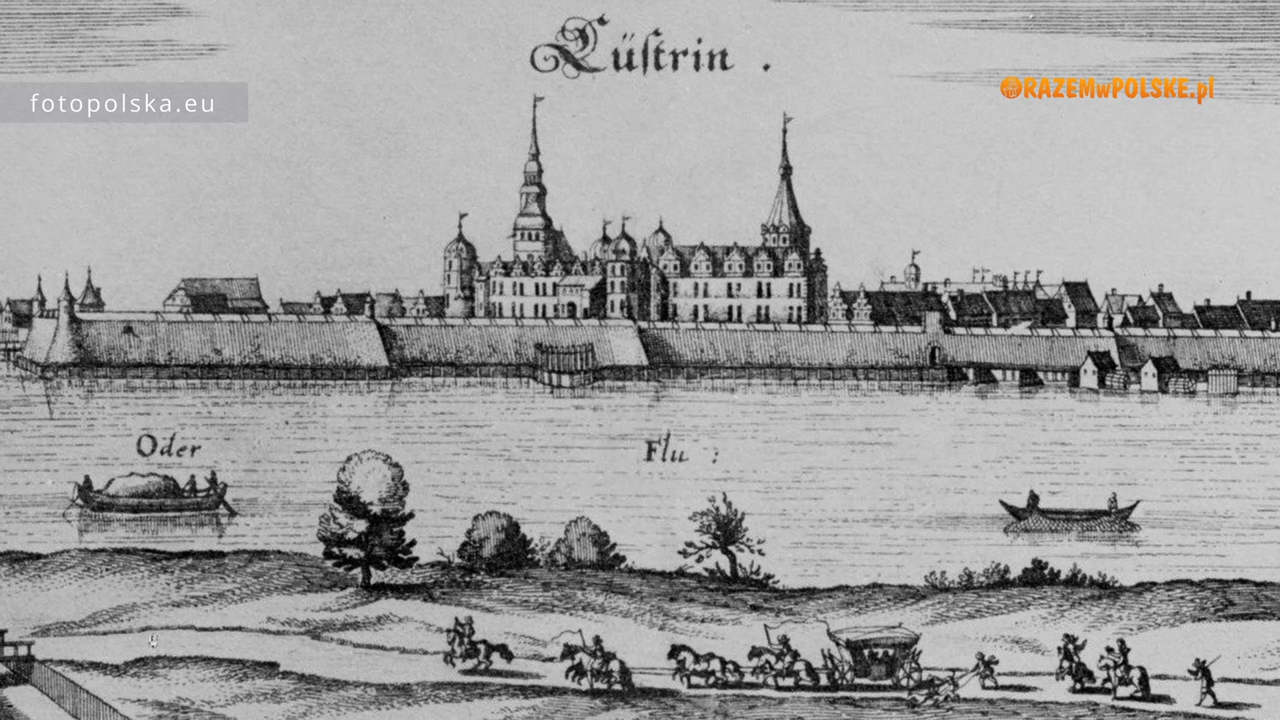 Cüſtrin .
fotopolska.eu
RAZEMwPOLSKE.pl
Oder
Flu :